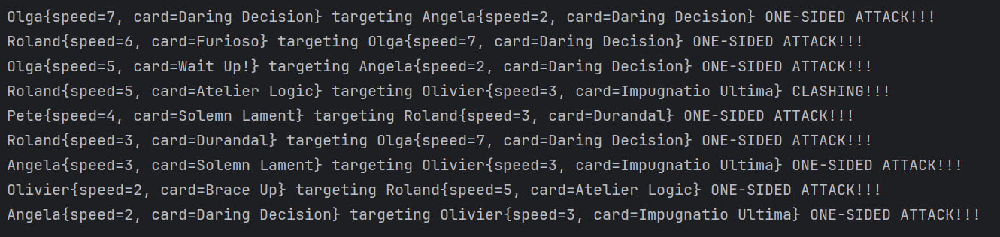 Olga{speed=7, card=Daring Decision} targeting Angela{speed=2, card=Daring Decision} ONE-SIDED ATTACK!!!
Roland{speed=6, card=Furioso} targeting Olga{speed=7, card=Daring Decision} ONE-SIDED ATTACK!!!
Olga{speed=5, card=Wait Up!} targeting Angela{speed=2, card=Daring Decision} ONE-SIDED ATTACK!!!
Roland{speed=5, card=Atelier Logic} targeting Olivier{speed=3, card=Impugnatio Ultima} CLASHING!!!
Pete{speed=4, card=Solemn Lament} targeting Roland{speed=3, card=Durandal} ONE-SIDED ATTACK!!!
Roland{speed=3, card=Durandal} targeting Olga{speed=7, card=Daring Decision} ONE-SIDED ATTACK!!!
Angela{speed=3, card=Solemn Lament} targeting Olivier{speed=3, card=Impugnatio Ultima} ONE-SIDED ATTACK!!!
Olivier{speed=2, card=Brace Up} targeting Roland{speed=5, card=Atelier Logic} ONE-SIDED ATTACK!!!
Angela{speed=2, card=Daring Decision} targeting Olivier{speed=3, card=Impugnatio Ultima} ONE-SIDED ATTACK!!!